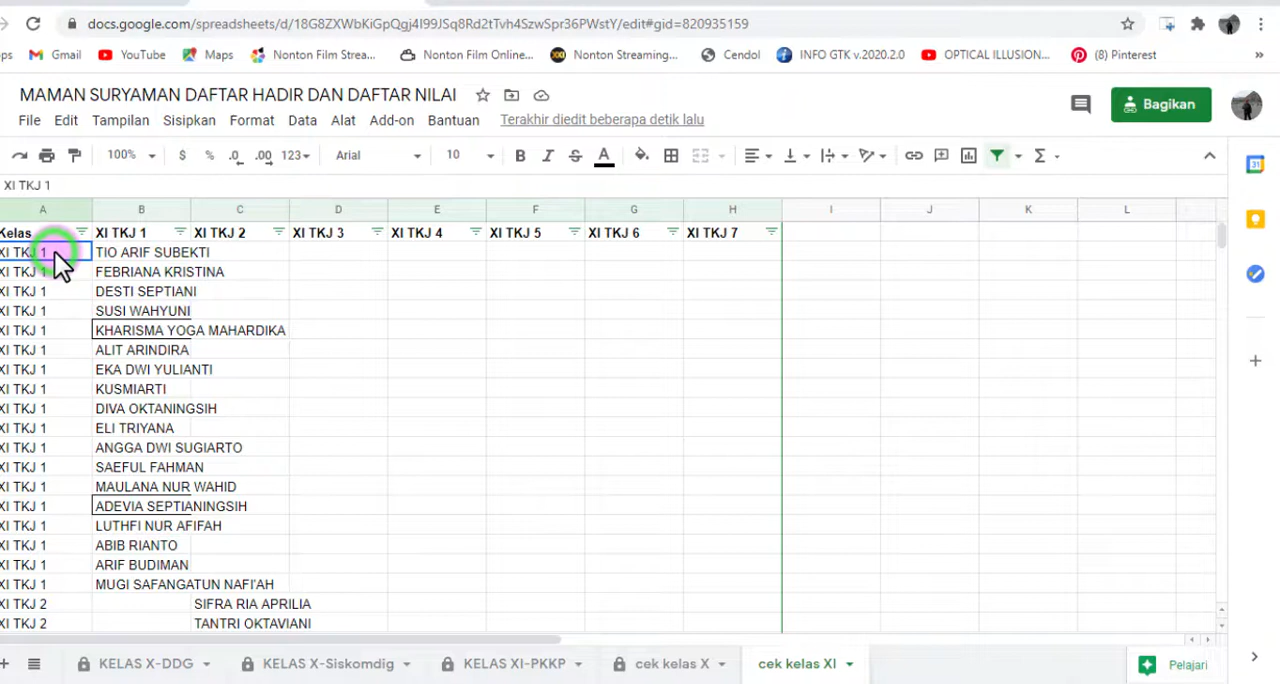 docs.google.com/spreadsheets/d/18G8ZXWbKiGpQgj4I99JSq8Rd2tTvh4SzwSpr36PWstY/edit#gid=820935159
ps Gmail YouTube Maps Nonton Film Strea... Nonton Film Online... Nonton Streaming... Cendol INFO GTK v.2020.2.0 OPTICAL ILLUSION... (8) Pinterest »
MAMAN SURYAMAN DAFTAR HADIR DAN DAFTAR NILAI
Bagikan
File Edit Tampilan Sisipkan Format Data Alat Add-on Bantuan Terakhir diedit beberapa detik lalu
100% $ % .0 .00 123 Arial 10 B I S A Σ
31
XI TKJ 1
A B C D E F G H I J K L
Kelas XI TKJ 1 XI TKJ 2 XI TKJ 3 XI TKJ 4 XI TKJ 5 XI TKJ 6 XI TKJ 7
XI TKJ 1 TIO ARIF SUBEKTI
XI TKJ 1 FEBRIANA KRISTINA
XI TKJ 1 DESTI SEPTIANI
XI TKJ 1 SUSI WAHYUNI
XI TKJ 1 KHARISMA YOGA MAHARDIKA
XI TKJ 1 ALIT ARINDIRA
XI TKJ 1 EKA DWI YULIANTI
XI TKJ 1 KUSMIARTI
XI TKJ 1 DIVA OKTANINGSIH
XI TKJ 1 ELI TRIYANA
XI TKJ 1 ANGGA DWI SUGIARTO
XI TKJ 1 SAEFUL FAHMAN
XI TKJ 1 MAULANA NUR WAHID
XI TKJ 1 ADEVIA SEPTIANINGSIH
XI TKJ 1 LUTHFI NUR AFIFAH
XI TKJ 1 ABIB RIANTO
XI TKJ 1 ARIF BUDIMAN
XI TKJ 1 MUGI SAFANGATUN NAFI'AH
XI TKJ 2 SIFRA RIA APRILIA
XI TKJ 2 TANTRI OKTAVIANI
KELAS X-DDG KELAS X-Siskomdig KELAS XI-PKKP cek kelas X cek kelas XI Pelajari